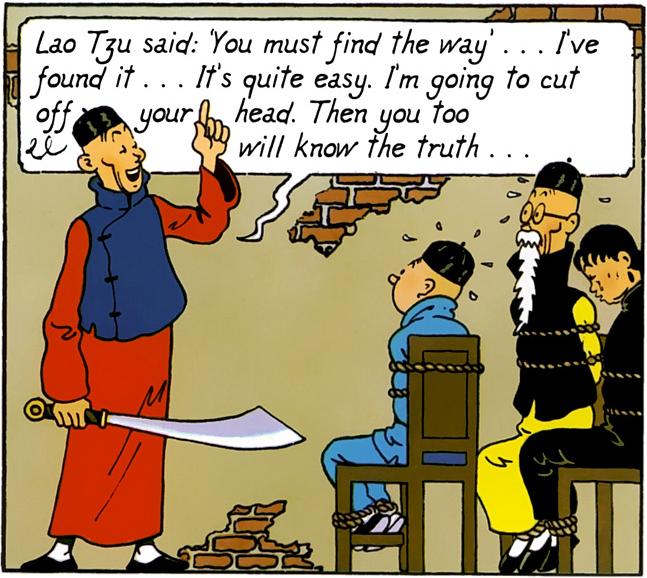 Lao Tzu said: 'You must find the way' . . . I've
found it . . . It's quite easy. I'm going to cut
off your head. Then you too
will know the truth . . .